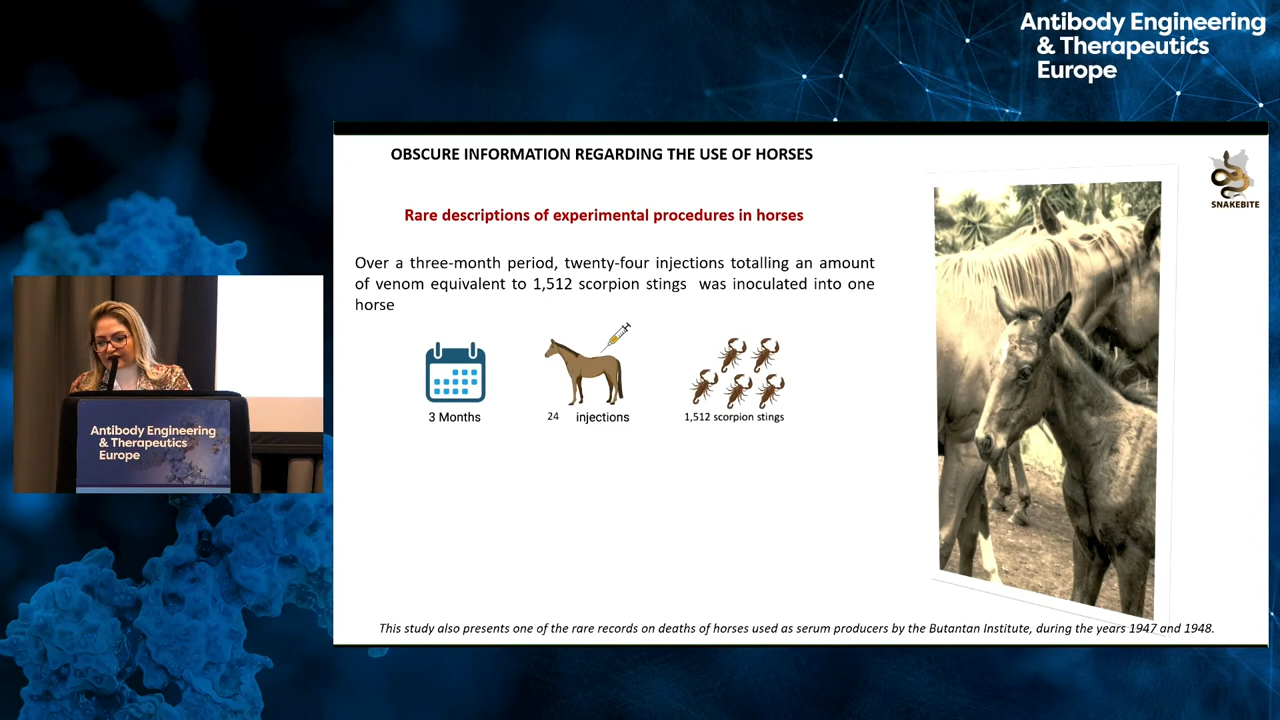 Antibody Engineering
& Therapeutics
Europe
OBSCURE INFORMATION REGARDING THE USE OF HORSES
SNAKEBITE
Rare descriptions of experimental procedures in horses
Over a three-month period, twenty-four injections totalling an amount
of venom equivalent to 1,512 scorpion stings was inoculated into one
horse
3 Months
24 injections
1,512 scorpion stings
Antibody Engineering
& Therapeutics
Europe
This study also presents one of the rare records on deaths of horses used as serum producers by the Butantan Institute, during the years 1947 and 1948.